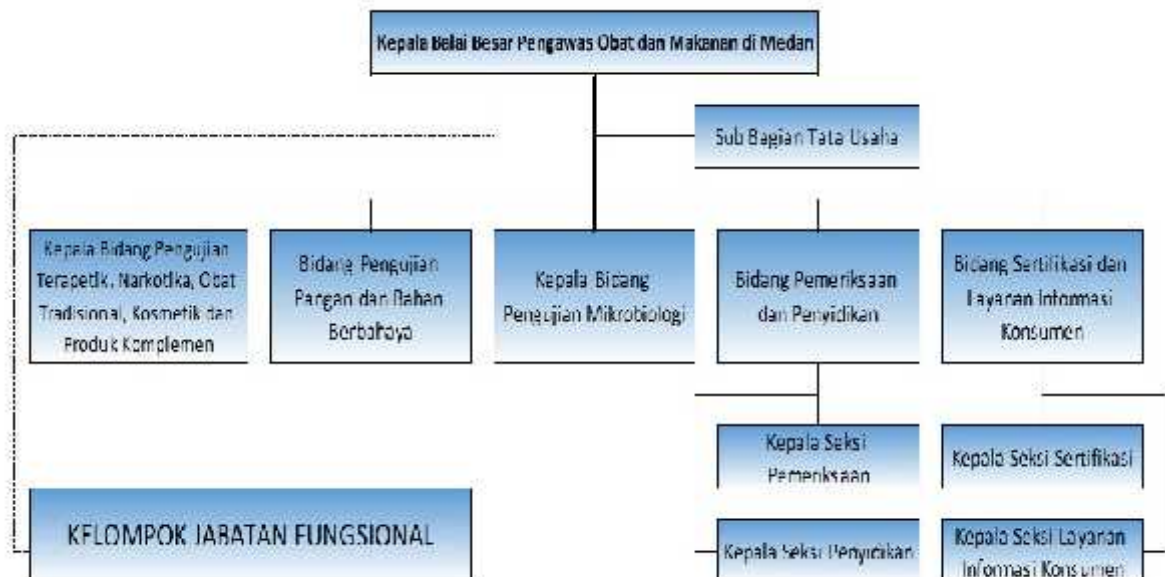 Kepala Balai Besar Pengawas Obat dan Makanan di Medan
Sub Bagian Tata Usaha
Kepala Bidang Pengujian
Terapetik, Narkotika, Obat
Tradisional, Kosmetik dan
Produk Komplemen
Bidang Pengujian
Pangan dan Bahan
Berbahaya
Kepala Bidang
Pengujian Mikrobiologi
Bidang Pemeriksaan
dan Penyidikan
Bidang Sertifikasi dan
Layanan Informasi
Konsumen
Kepala Seksi
Pemeriksaan
Kepala Seksi Sertifikasi
KELOMPOK JABATAN FUNGSIONAL
Kepala Seksi Penyidikan
Kepala Seksi Layanan
Informasi Konsumen